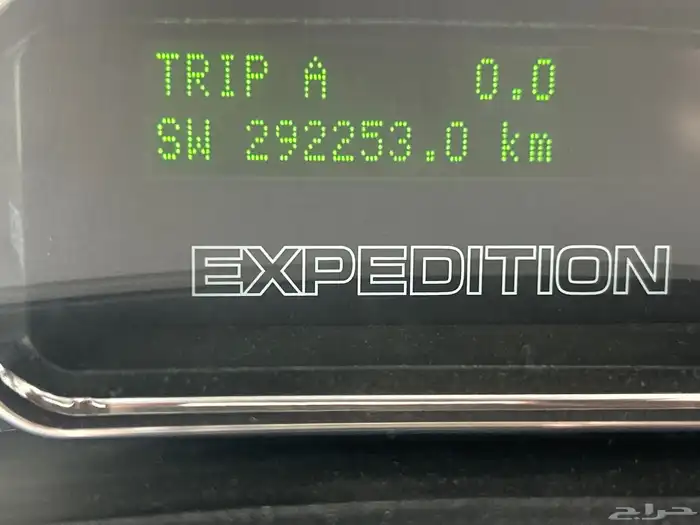 TRIP A 0.0
SW 292253.0 km
EXPEDITION
حراج